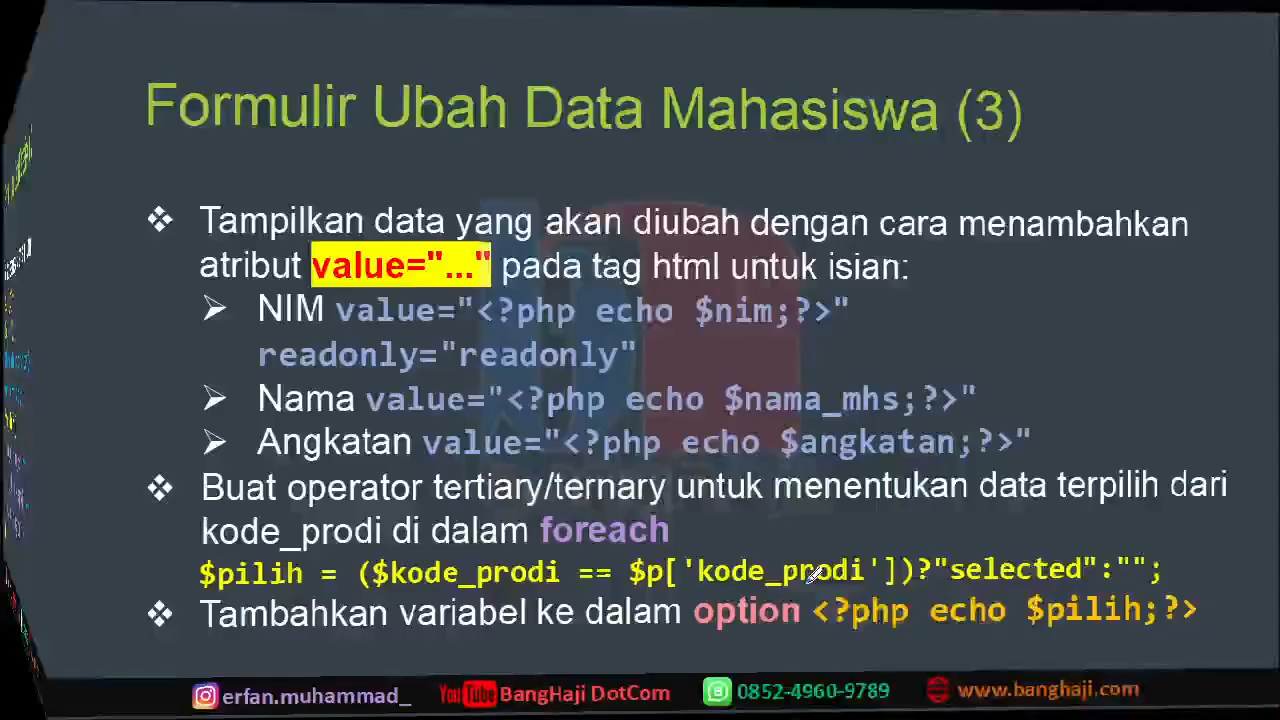 Formulir Ubah Data Mahasiswa (3)
❖ Tampilkan data yang akan diubah dengan cara menambahkan
atribut value="..." pada tag html untuk isian:
➢ NIM value="<?php echo $nim;?>"
readonly="readonly"
➢ Nama value="<?php echo $nama_mhs;?>"
➢ Angkatan value="<?php echo $angkatan;?>"
❖ Buat operator tertiary/ternary untuk menentukan data terpilih dari
kode_prodi di dalam foreach
$pilih = ($kode_prodi == $p['kode_prodi'])?"selected":"";
❖ Tambahkan variabel ke dalam option <?php echo $pilih;?>
erfan.muhammad_ YouTube BangHaji DotCom 0852-4960-9789 www.banghaji.com